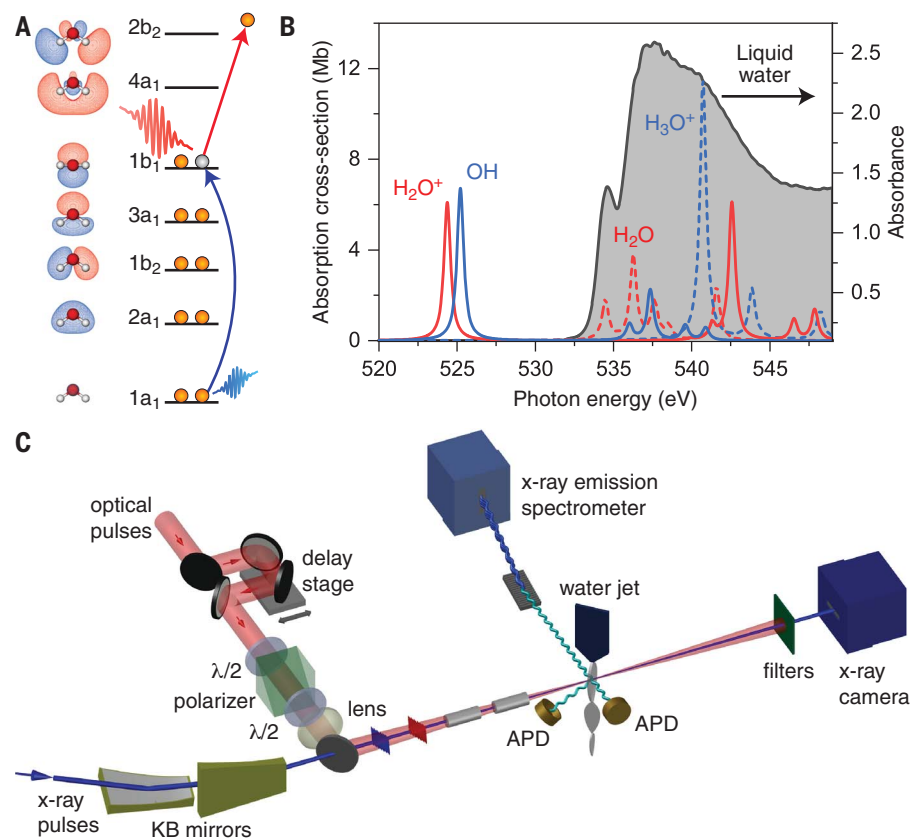 A
2b₂
4a₁
1b₁
3a₁
1b₂
2a₁
1a₁
B
Absorption cross-section (Mb)
12
8
4
0
Liquid
water
H₃O⁺
H₂O⁺
OH
H₂O
2.5
2.0
1.5
1.0
0.5
Absorbance
520
525
530
535
540
545
Photon energy (eV)
C
optical
pulses
delay
stage
λ/2
polarizer
λ/2
lens
x-ray
pulses
KB mirrors
x-ray emission
spectrometer
water jet
APD
APD
filters
x-ray
camera